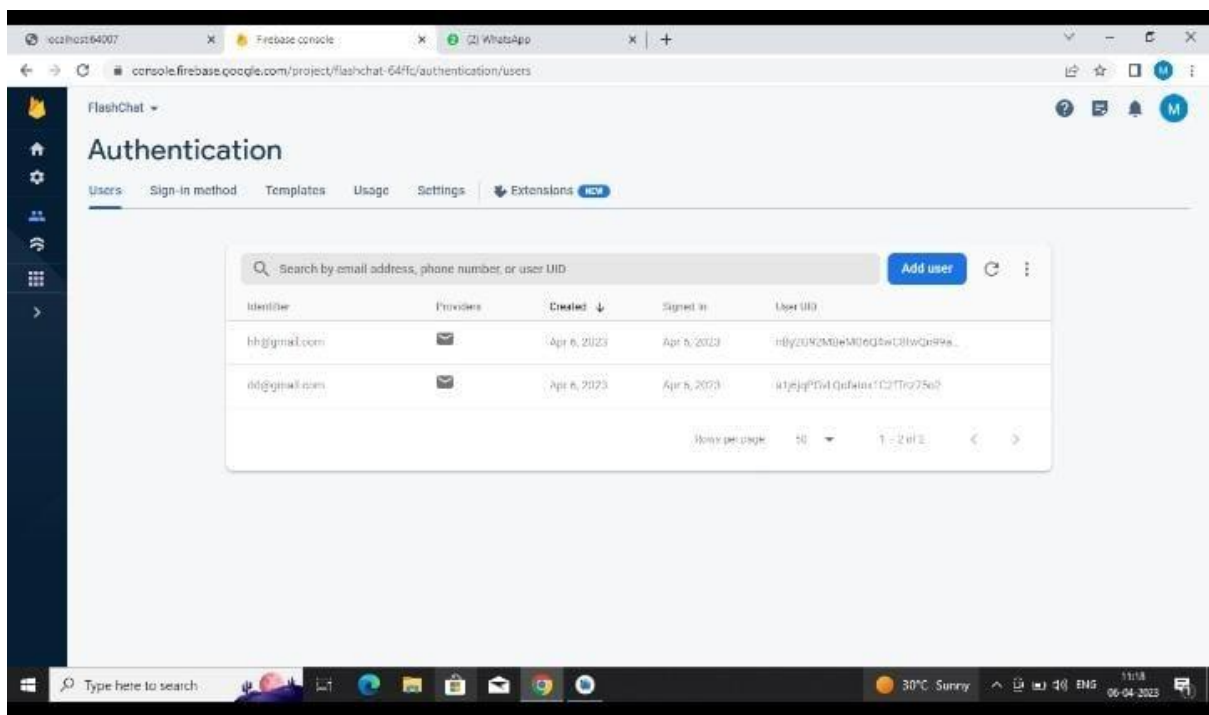 localhost:64007 Firebase console (2) WhatsApp
console.firebase.google.com/project/flashchat-64ffc/authentication/users
FlashChat
M
Authentication
Users Sign-in method Templates Usage Settings Extensions NEW
Search by email address, phone number, or user UID Add user
Identifier Providers Created Signed In User UID
hh@gmail.com Apr 6, 2023 Apr 6, 2023
dd@gmail.com Apr 6, 2023 Apr 6, 2023
Rows per page 50 1 - 2 of 2
Type here to search 30°C Sunny ENG 11:18
06-04-2023